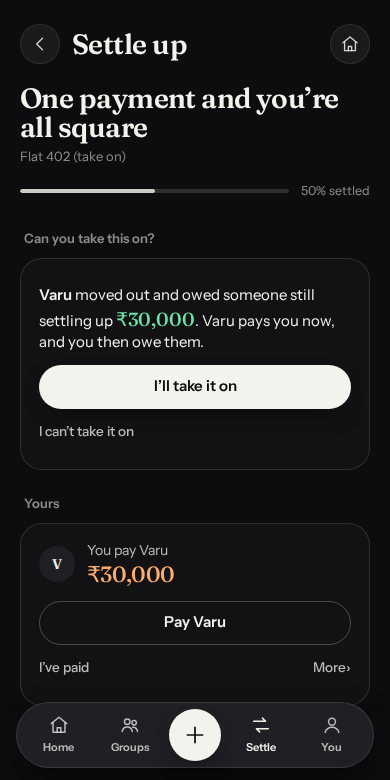 Settle up
One payment and you’re
all square
Flat 402 (take on)
50% settled
Can you take this on?
Varu moved out and owed someone still
settling up ₹30,000. Varu pays you now,
and you then owe them.
I’ll take it on
I can’t take it on
Yours
V
You pay Varu
₹30,000
Pay Varu
I’ve paid
More›
Home
Groups
Settle
You